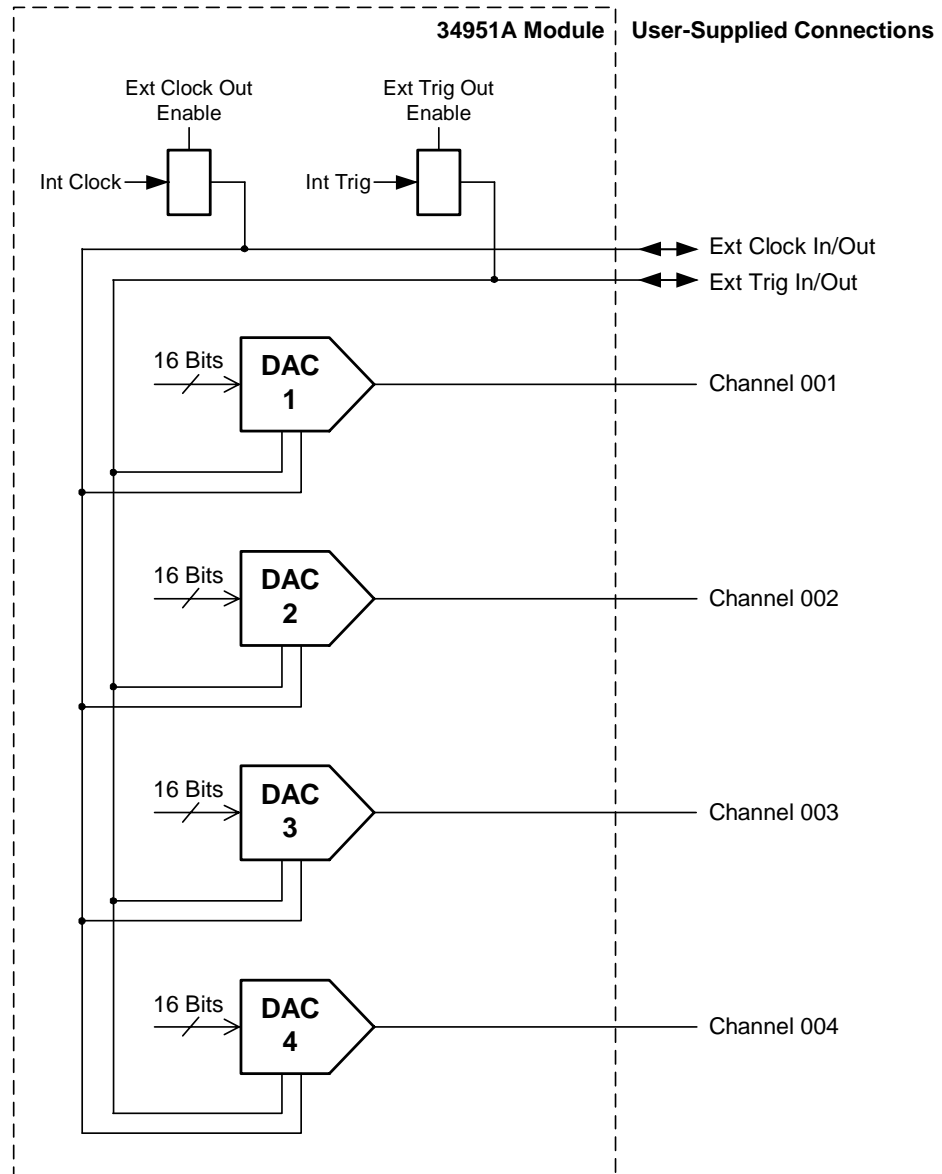 34951A Module
User-Supplied Connections
Ext Clock Out
Enable
Ext Trig Out
Enable
Int Clock
Int Trig
Ext Clock In/Out
Ext Trig In/Out
16 Bits
DAC
1
Channel 001
16 Bits
DAC
2
Channel 002
16 Bits
DAC
3
Channel 003
16 Bits
DAC
4
Channel 004